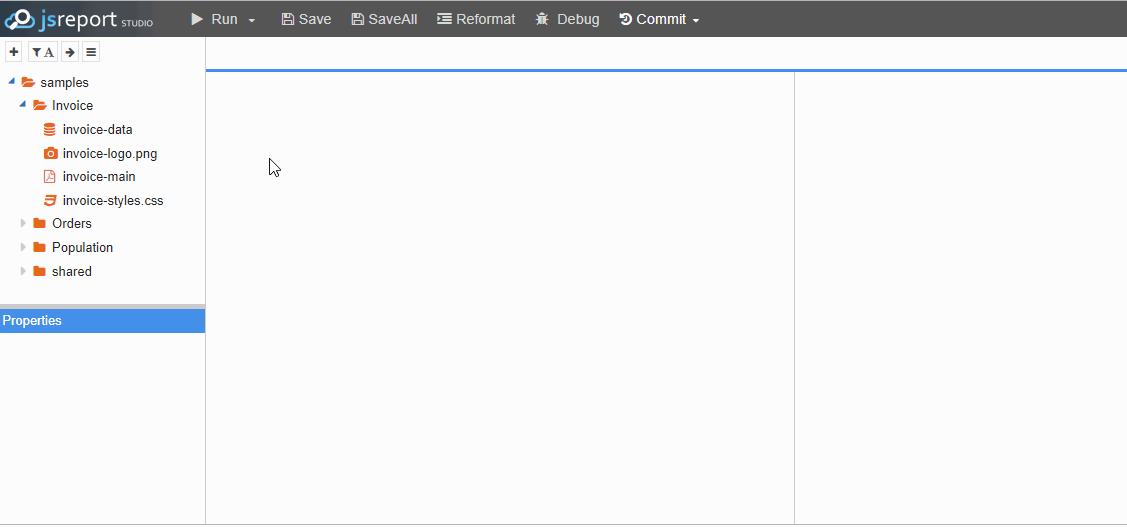 jsreport STUDIO Run Save SaveAll Reformat Debug Commit
A
samples
Invoice
invoice-data
invoice-logo.png
invoice-main
invoice-styles.css
Orders
Population
shared
Properties